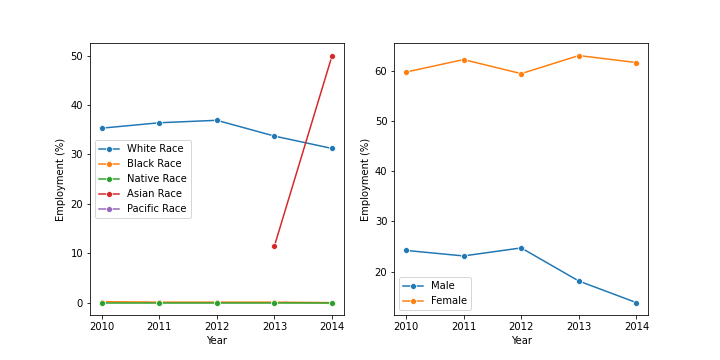 50
40
30
20
10
0
Employment (%)
White Race
Black Race
Native Race
Asian Race
Pacific Race
2010 2011 2012 2013 2014
Year
60
50
40
30
20
Employment (%)
Male
Female
2010 2011 2012 2013 2014
Year